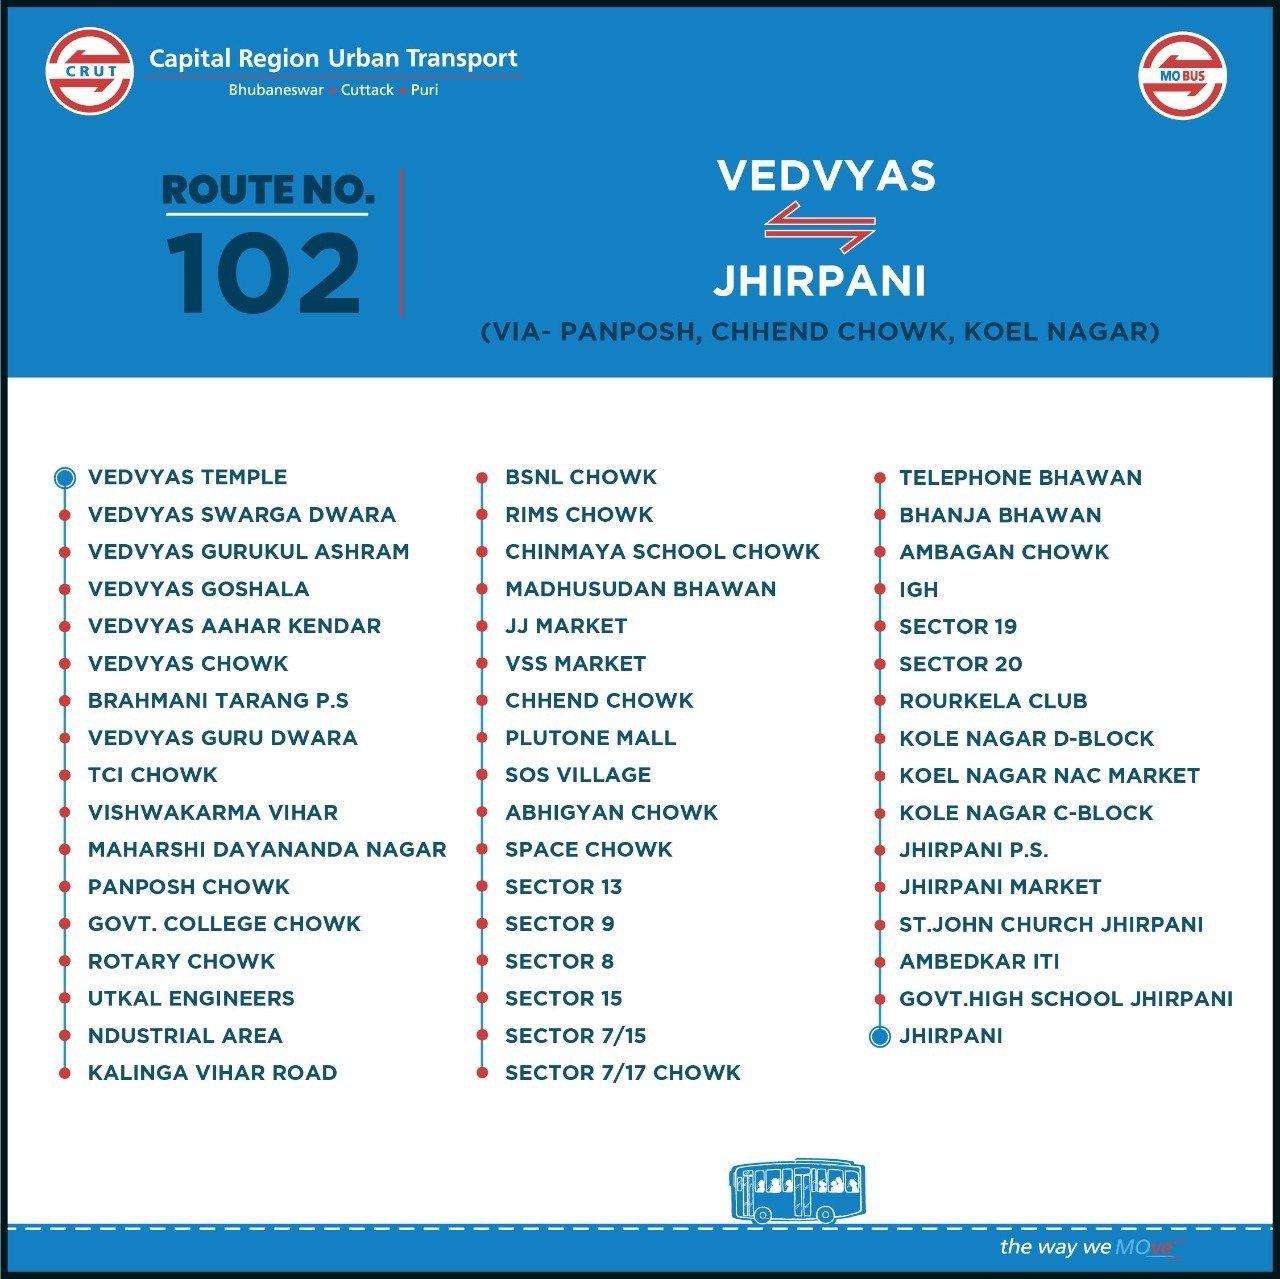 CRUT
Capital Region Urban Transport
Bhubaneswar • Cuttack • Puri
MO BUS
ROUTE NO.
102
VEDVYAS
JHIRPANI
(VIA- PANPOSH, CHHEND CHOWK, KOEL NAGAR)
VEDVYAS TEMPLE
VEDVYAS SWARGA DWARA
VEDVYAS GURUKUL ASHRAM
VEDVYAS GOSHALA
VEDVYAS AAHAR KENDAR
VEDVYAS CHOWK
BRAHMANI TARANG P.S
VEDVYAS GURU DWARA
TCI CHOWK
VISHWAKARMA VIHAR
MAHARSHI DAYANANDA NAGAR
PANPOSH CHOWK
GOVT. COLLEGE CHOWK
ROTARY CHOWK
UTKAL ENGINEERS
NDUSTRIAL AREA
KALINGA VIHAR ROAD
BSNL CHOWK
RIMS CHOWK
CHINMAYA SCHOOL CHOWK
MADHUSUDAN BHAWAN
JJ MARKET
VSS MARKET
CHHEND CHOWK
PLUTONE MALL
SOS VILLAGE
ABHIGYAN CHOWK
SPACE CHOWK
SECTOR 13
SECTOR 9
SECTOR 8
SECTOR 15
SECTOR 7/15
SECTOR 7/17 CHOWK
TELEPHONE BHAWAN
BHANJA BHAWAN
AMBAGAN CHOWK
IGH
SECTOR 19
SECTOR 20
ROURKELA CLUB
KOLE NAGAR D-BLOCK
KOEL NAGAR NAC MARKET
KOLE NAGAR C-BLOCK
JHIRPANI P.S.
JHIRPANI MARKET
ST.JOHN CHURCH JHIRPANI
AMBEDKAR ITI
GOVT.HIGH SCHOOL JHIRPANI
JHIRPANI
the way we MOve